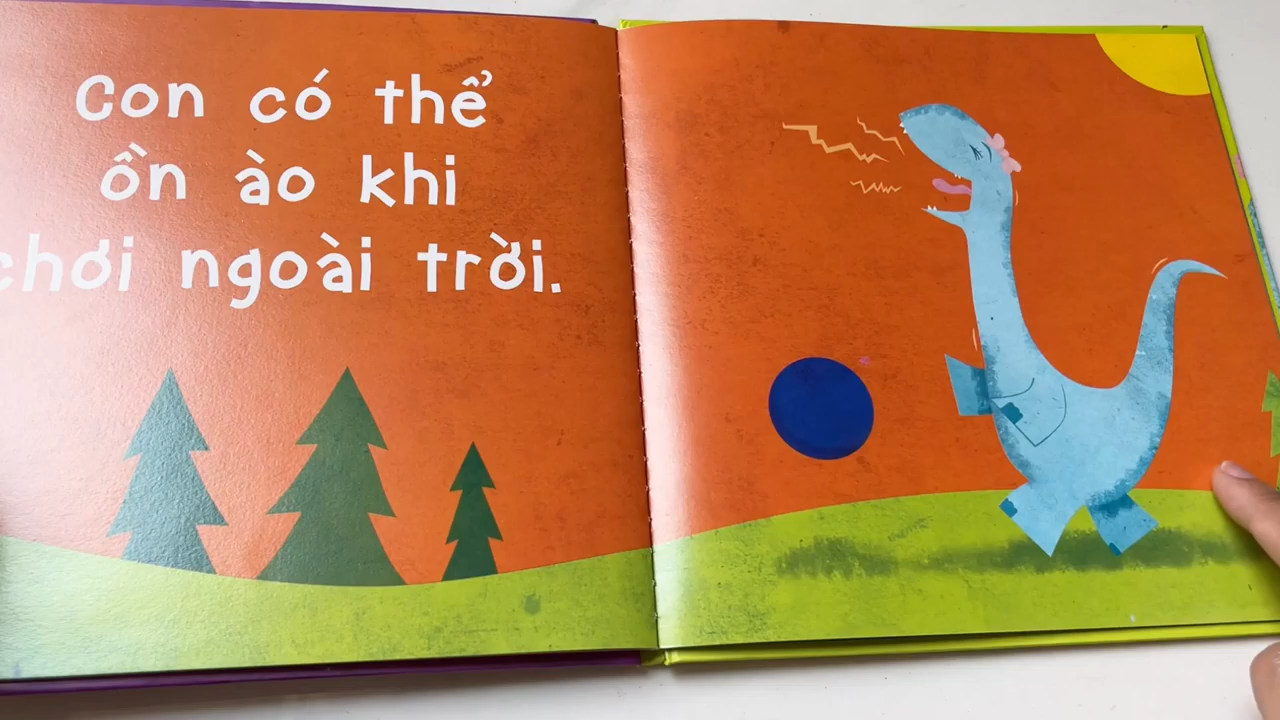 Con có thể
ồn ào khi
chơi ngoài trời.